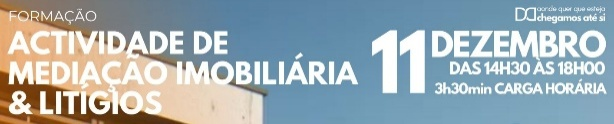 FORMAÇÃO
ACTIVIDADE DE
MEDIAÇÃO IMOBILIÁRIA
& LITÍGIOS
11 DEZEMBRO
DAS 14H30 ÀS 18H00
3h30min CARGA HORÁRIA
aonde quer que esteja
chegamos até si